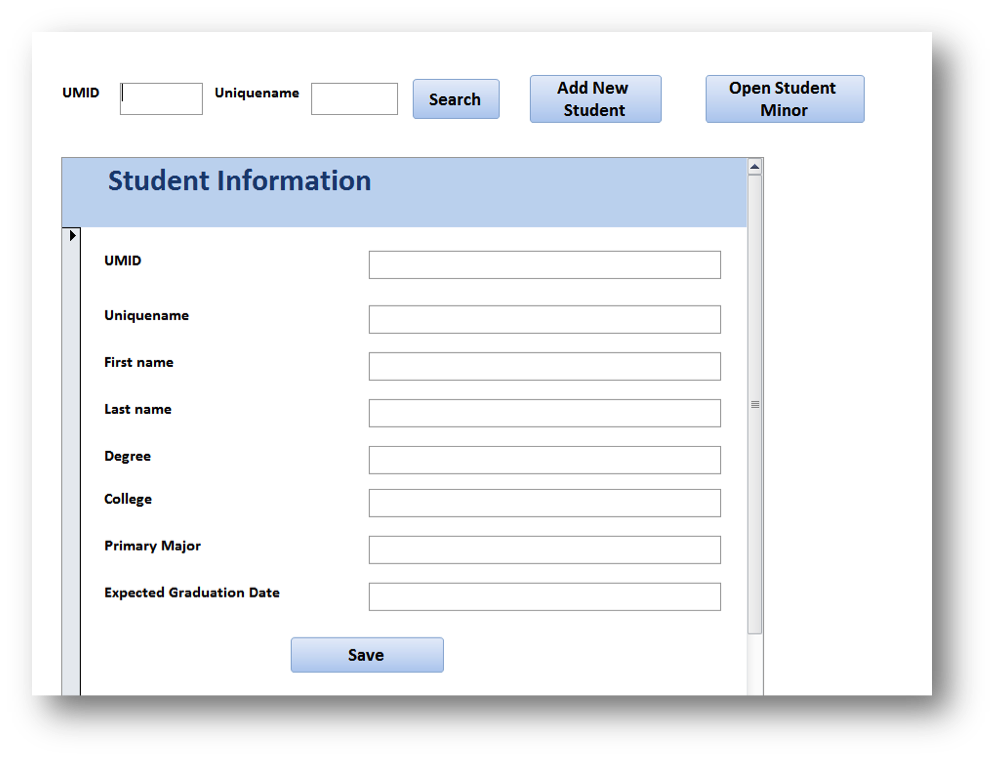 UMID Uniquename Search Add New Student Open Student Minor
Student Information
UMID
Uniquename
First name
Last name
Degree
College
Primary Major
Expected Graduation Date
Save